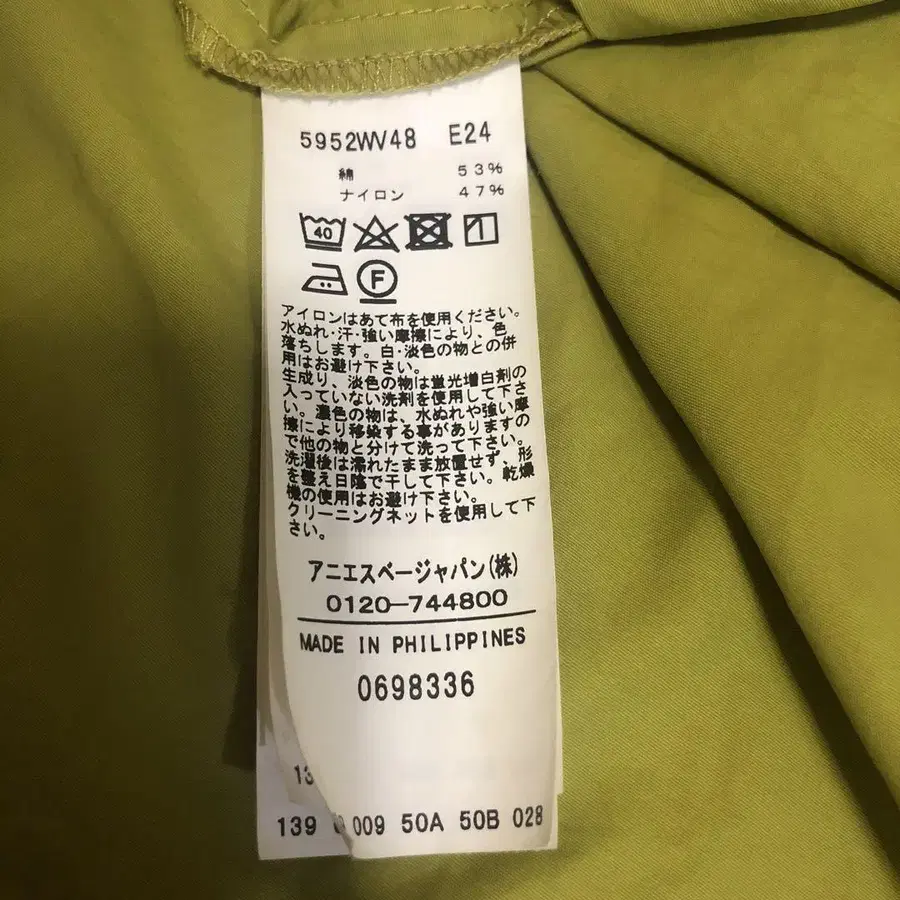 5952WV48 E24
綿 53%
ナイロン 47%
40
F
アイロンはあて布を使用ください。
水ぬれ・汗・強い摩擦により、色
落ちします。白・淡色の物との併
用はお避け下さい。
生成り、淡色の物は蛍光増白剤の
入っていない洗剤を使用して下さ
い。濃色の物は、水ぬれや強い摩
擦により移染する事がありますの
で他の物と分けて洗って下さい。
洗濯後は濡れたまま放置せず、形
を整え日陰で干して下さい。乾燥
機の使用はお避け下さい。
クリーニングネットを使用して下
さい。
アニエスベージャパン(株)
0120-744800
MADE IN PHILIPPINES
0698336
139 009 50A 50B 028